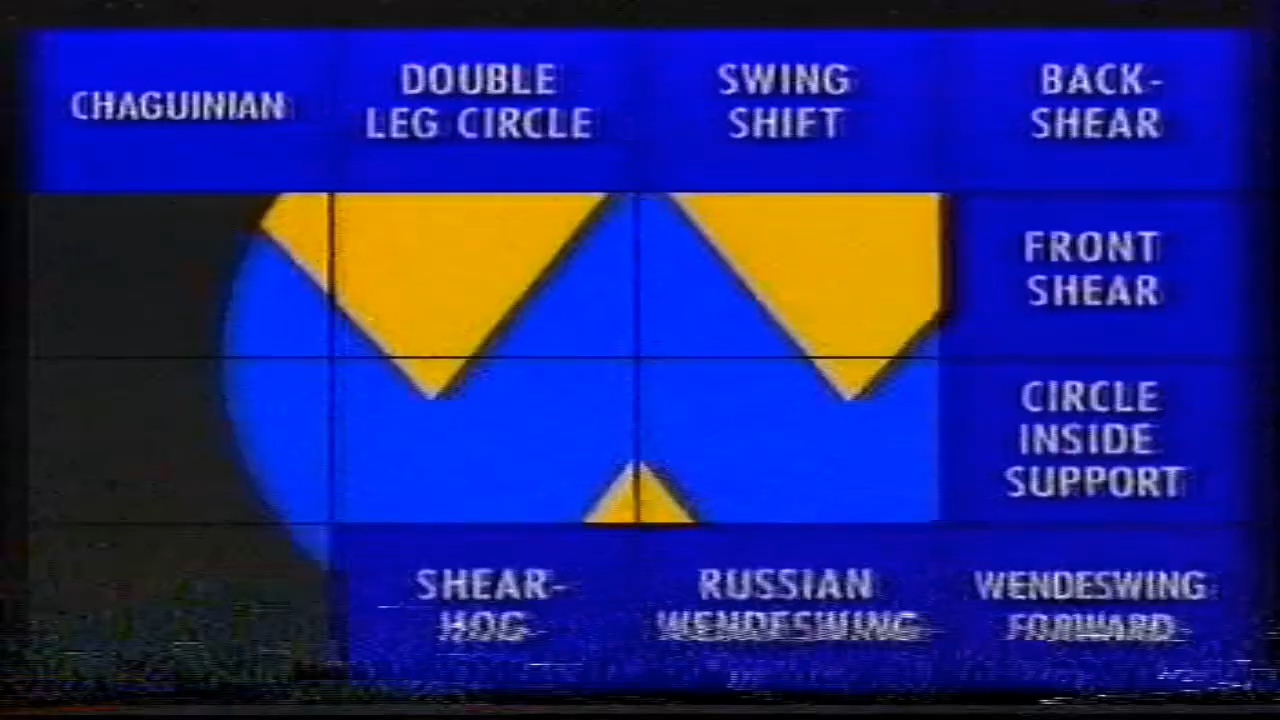 CHAGUINIAN
DOUBLE
LEG CIRCLE
SWING
SHIFT
BACK-
SHEAR
FRONT
SHEAR
CIRCLE
INSIDE
SUPPORT
SHEAR-
HOG
RUSSIAN
WENDESWING
WENDESWING
FORWARD